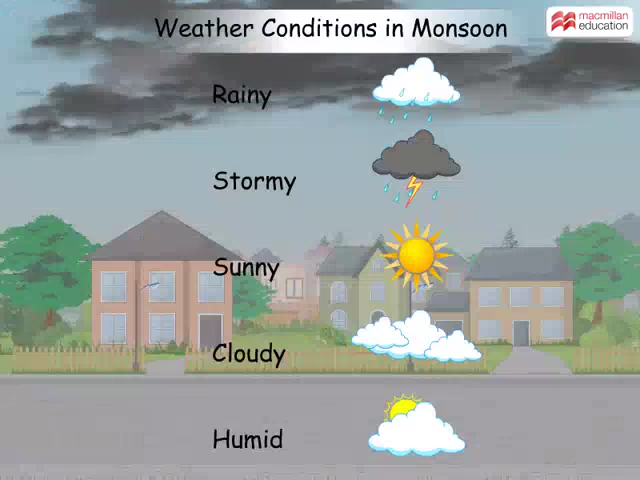 Weather Conditions in Monsoon
macmillan
education
Rainy
Stormy
Sunny
Cloudy
Humid